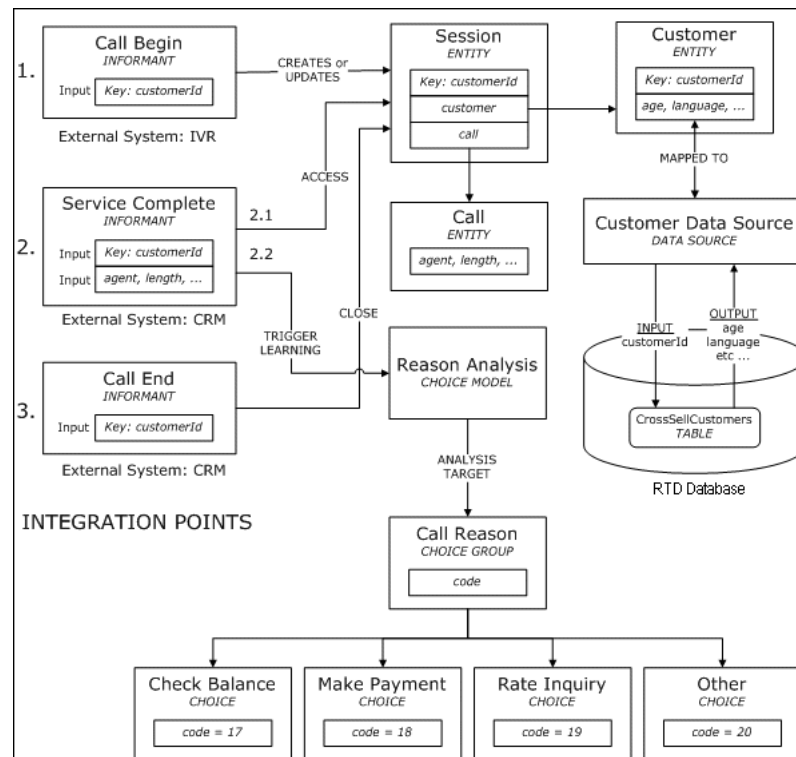 1.
Call Begin
INFORMANT
Input
Key: customerId
External System: IVR
CREATES or
UPDATES
Session
ENTITY
Key: customerId
customer
call
Customer
ENTITY
Key: customerId
age, language, ...
MAPPED TO
ACCESS
2.
Service Complete
INFORMANT
Input
Key: customerId
Input
agent, length, ...
External System: CRM
2.1
2.2
Call
ENTITY
agent, length, ...
Customer Data Source
DATA SOURCE
CLOSE
TRIGGER
LEARNING
INPUT
customerId
OUTPUT
age
language
etc ...
CrossSellCustomers
TABLE
RTD Database
3.
Call End
INFORMANT
Input
Key: customerId
External System: CRM
Reason Analysis
CHOICE MODEL
ANALYSIS
TARGET
INTEGRATION POINTS
Call Reason
CHOICE GROUP
code
Check Balance
CHOICE
code = 17
Make Payment
CHOICE
code = 18
Rate Inquiry
CHOICE
code = 19
Other
CHOICE
code = 20